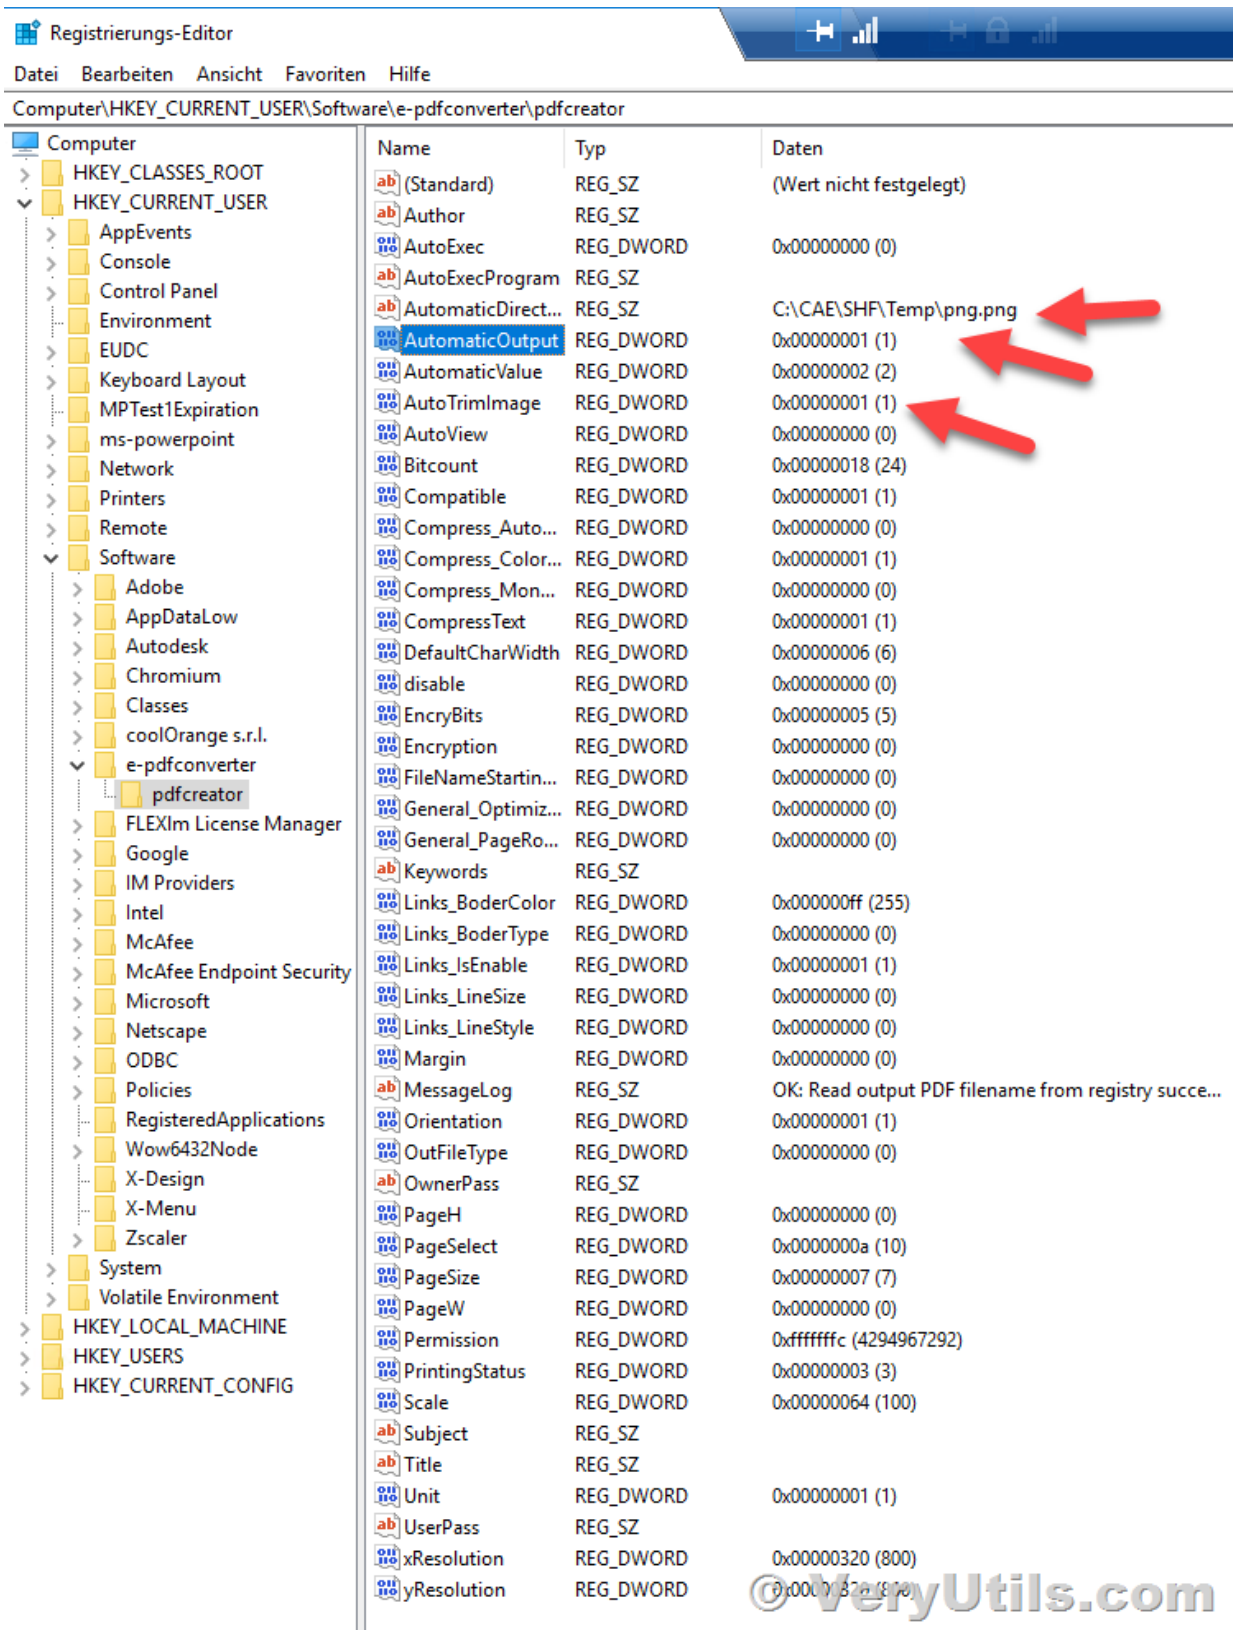 Registrierungs-Editor
Datei Bearbeiten Ansicht Favoriten Hilfe
Computer\HKEY_CURRENT_USER\Software\e-pdfconverter\pdfcreator
Computer
HKEY_CLASSES_ROOT
HKEY_CURRENT_USER
AppEvents
Console
Control Panel
Environment
EUDC
Keyboard Layout
MPTest1Expiration
ms-powerpoint
Network
Printers
Remote
Software
Adobe
AppDataLow
Autodesk
Chromium
Classes
coolOrange s.r.l.
e-pdfconverter
pdfcreator
FLEXlm License Manager
Google
IM Providers
Intel
McAfee
McAfee Endpoint Security
Microsoft
Netscape
ODBC
Policies
RegisteredApplications
Wow6432Node
X-Design
X-Menu
Zscaler
System
Volatile Environment
HKEY_LOCAL_MACHINE
HKEY_USERS
HKEY_CURRENT_CONFIG
Name Typ Daten
(Standard) REG_SZ (Wert nicht festgelegt)
Author REG_SZ
AutoExec REG_DWORD 0x00000000 (0)
AutoExecProgram REG_SZ
AutomaticDirect... REG_SZ C:\CAE\SHF\Temp\png.png
AutomaticOutput REG_DWORD 0x00000001 (1)
AutomaticValue REG_DWORD 0x00000002 (2)
AutoTrimImage REG_DWORD 0x00000001 (1)
AutoView REG_DWORD 0x00000000 (0)
Bitcount REG_DWORD 0x00000018 (24)
Compatible REG_DWORD 0x00000001 (1)
Compress_Auto... REG_DWORD 0x00000000 (0)
Compress_Color... REG_DWORD 0x00000001 (1)
Compress_Mon... REG_DWORD 0x00000000 (0)
CompressText REG_DWORD 0x00000001 (1)
DefaultCharWidth REG_DWORD 0x00000006 (6)
disable REG_DWORD 0x00000000 (0)
EncryBits REG_DWORD 0x00000005 (5)
Encryption REG_DWORD 0x00000000 (0)
FileNameStartin... REG_DWORD 0x00000000 (0)
General_Optimiz... REG_DWORD 0x00000000 (0)
General_PageRo... REG_DWORD 0x00000000 (0)
Keywords REG_SZ
Links_BoderColor REG_DWORD 0x000000ff (255)
Links_BoderType REG_DWORD 0x00000000 (0)
Links_IsEnable REG_DWORD 0x00000001 (1)
Links_LineSize REG_DWORD 0x00000000 (0)
Links_LineStyle REG_DWORD 0x00000000 (0)
Margin REG_DWORD 0x00000000 (0)
MessageLog REG_SZ OK: Read output PDF filename from registry succe...
Orientation REG_DWORD 0x00000001 (1)
OutFileType REG_DWORD 0x00000000 (0)
OwnerPass REG_SZ
PageH REG_DWORD 0x00000000 (0)
PageSelect REG_DWORD 0x0000000a (10)
PageSize REG_DWORD 0x00000007 (7)
PageW REG_DWORD 0x00000000 (0)
Permission REG_DWORD 0xfffffffc (4294967292)
PrintingStatus REG_DWORD 0x00000003 (3)
Scale REG_DWORD 0x00000064 (100)
Subject REG_SZ
Title REG_SZ
Unit REG_DWORD 0x00000001 (1)
UserPass REG_SZ
xResolution REG_DWORD 0x00000320 (800)
yResolution REG_DWORD 0x00000320 (800)
© VeryUtils.com